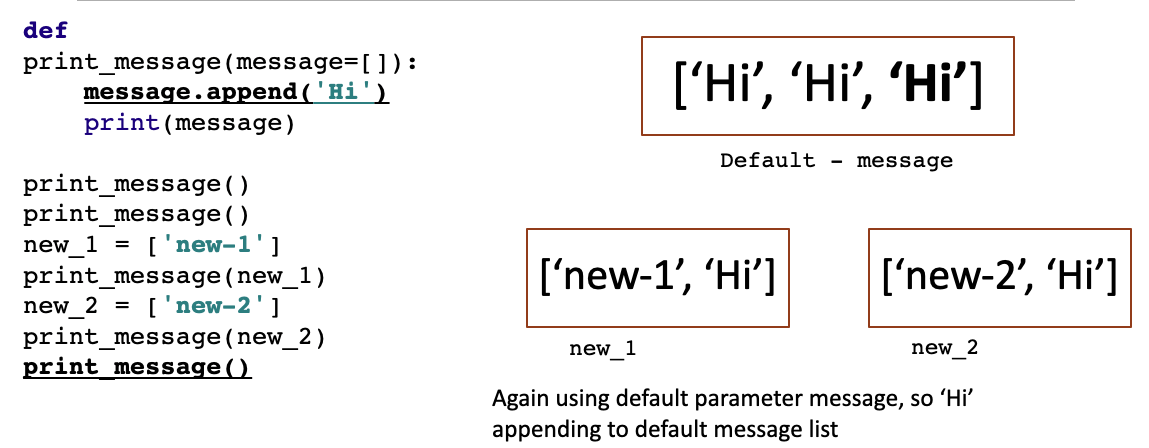 def
print_message(message=[]):
    message.append('Hi')
    print(message)
print_message()
print_message()
new_1 = ['new-1']
print_message(new_1)
new_2 = ['new-2']
print_message(new_2)
print_message()
[‘Hi’, ‘Hi’, ‘Hi’]
Default – message
[‘new-1’, ‘Hi’]
new_1
[‘new-2’, ‘Hi’]
new_2
Again using default parameter message, so ‘Hi’
appending to default message list